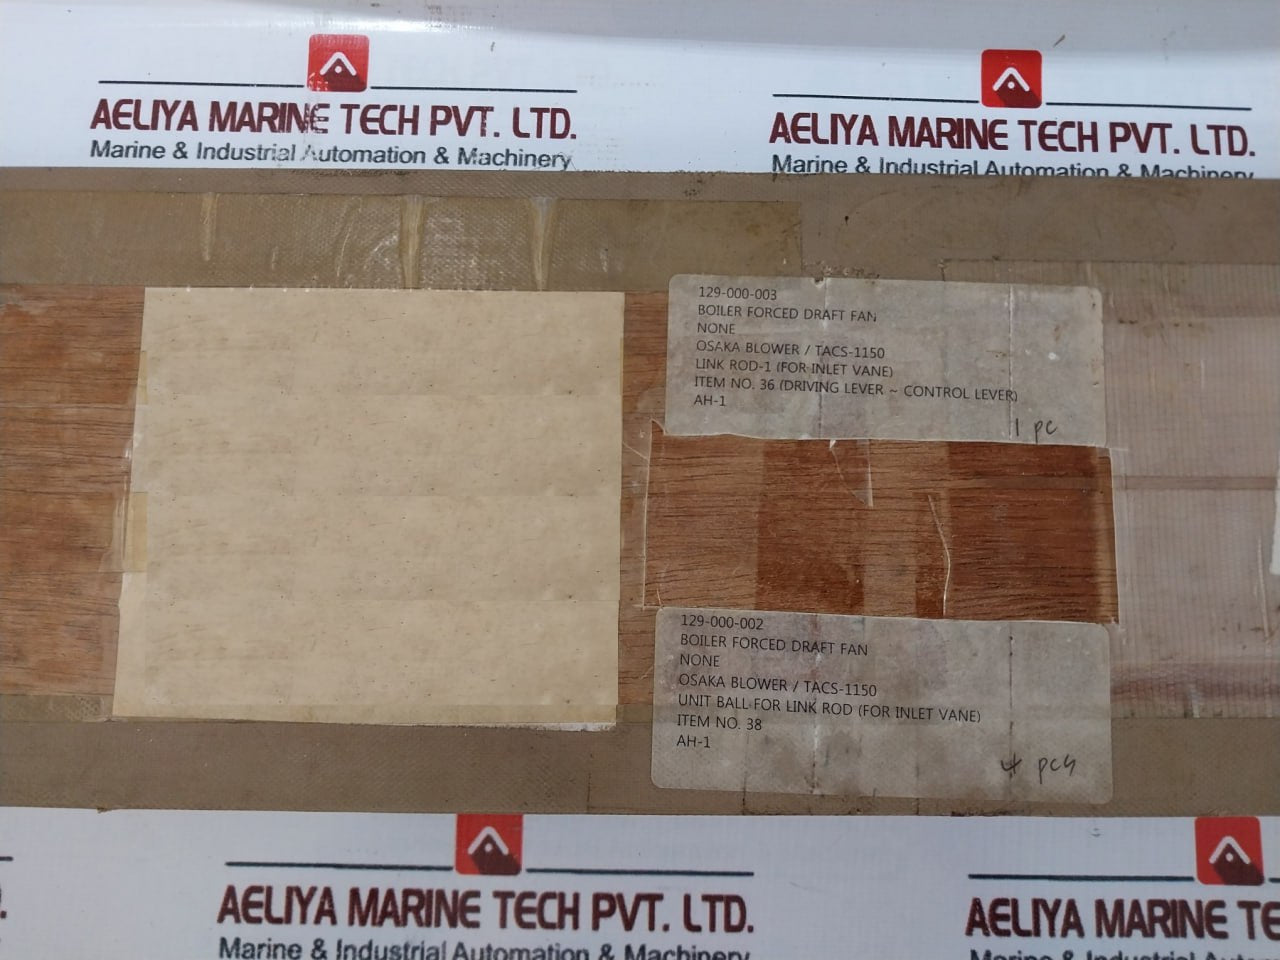 AELIYA MARINE TECH PVT. LTD.
Marine & Industrial Automation & Machinery
AELIYA MARINE TECH PVT. LTD.
Marine & Industrial Automation & Machinery
129-000-003
BOILER FORCED DRAFT FAN
NONE
OSAKA BLOWER / TACS-1150
LINK ROD-1 (FOR INLET VANE)
ITEM NO. 36 (DRIVING LEVER ~ CONTROL LEVER)
AH-1
1 pc
129-000-002
BOILER FORCED DRAFT FAN
NONE
OSAKA BLOWER / TACS-1150
UNIT BALL FOR LINK ROD (FOR INLET VANE)
ITEM NO. 38
AH-1
4 pcs
AELIYA MARINE TECH PVT. LTD.
Marine & Industrial Automation & Machinery
AELIYA MARINE TE